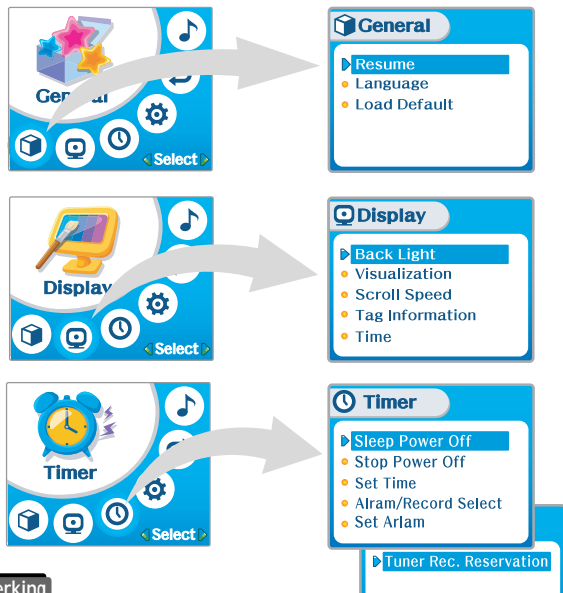 General
Select
General
Resume
Language
Load Default
Display
Select
Display
Back Light
Visualization
Scroll Speed
Tag Information
Time
Timer
Select
Timer
Sleep Power Off
Stop Power Off
Set Time
Alram/Record Select
Set Arlam
Tuner Rec. Reservation